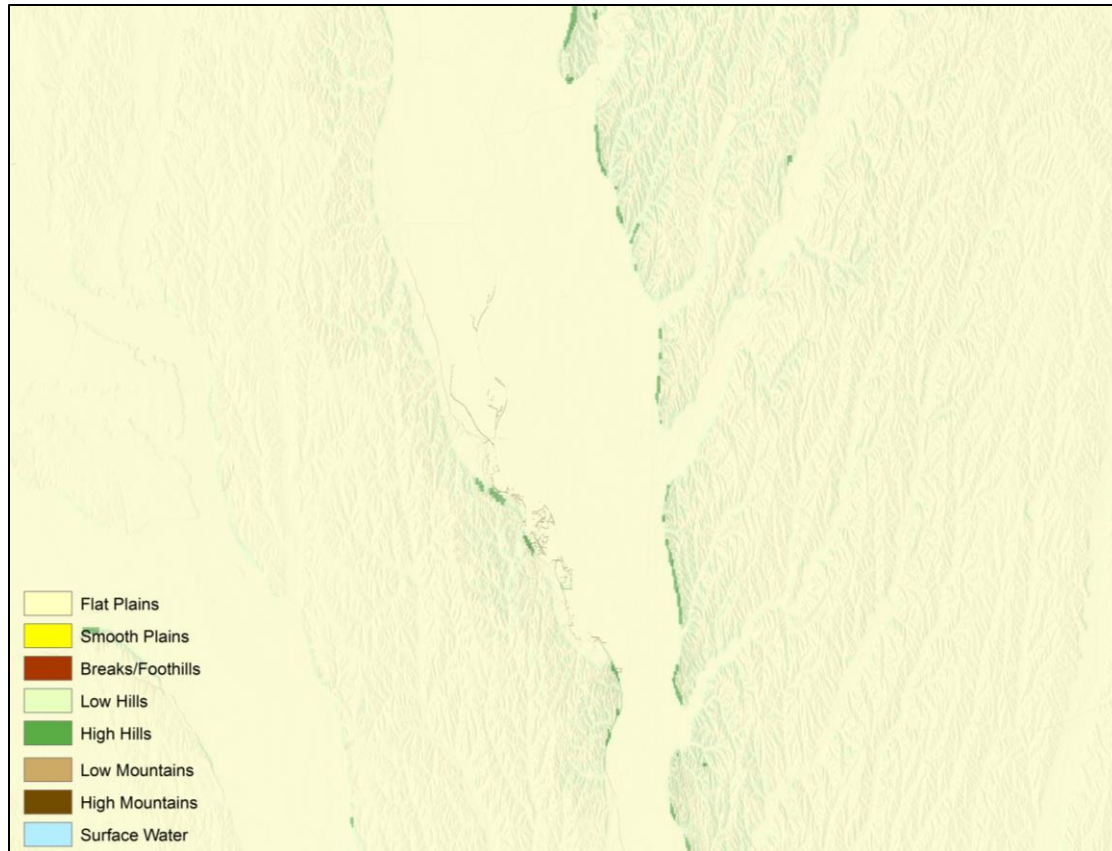 Flat Plains
Smooth Plains
Breaks/Foothills
Low Hills
High Hills
Low Mountains
High Mountains
Surface Water